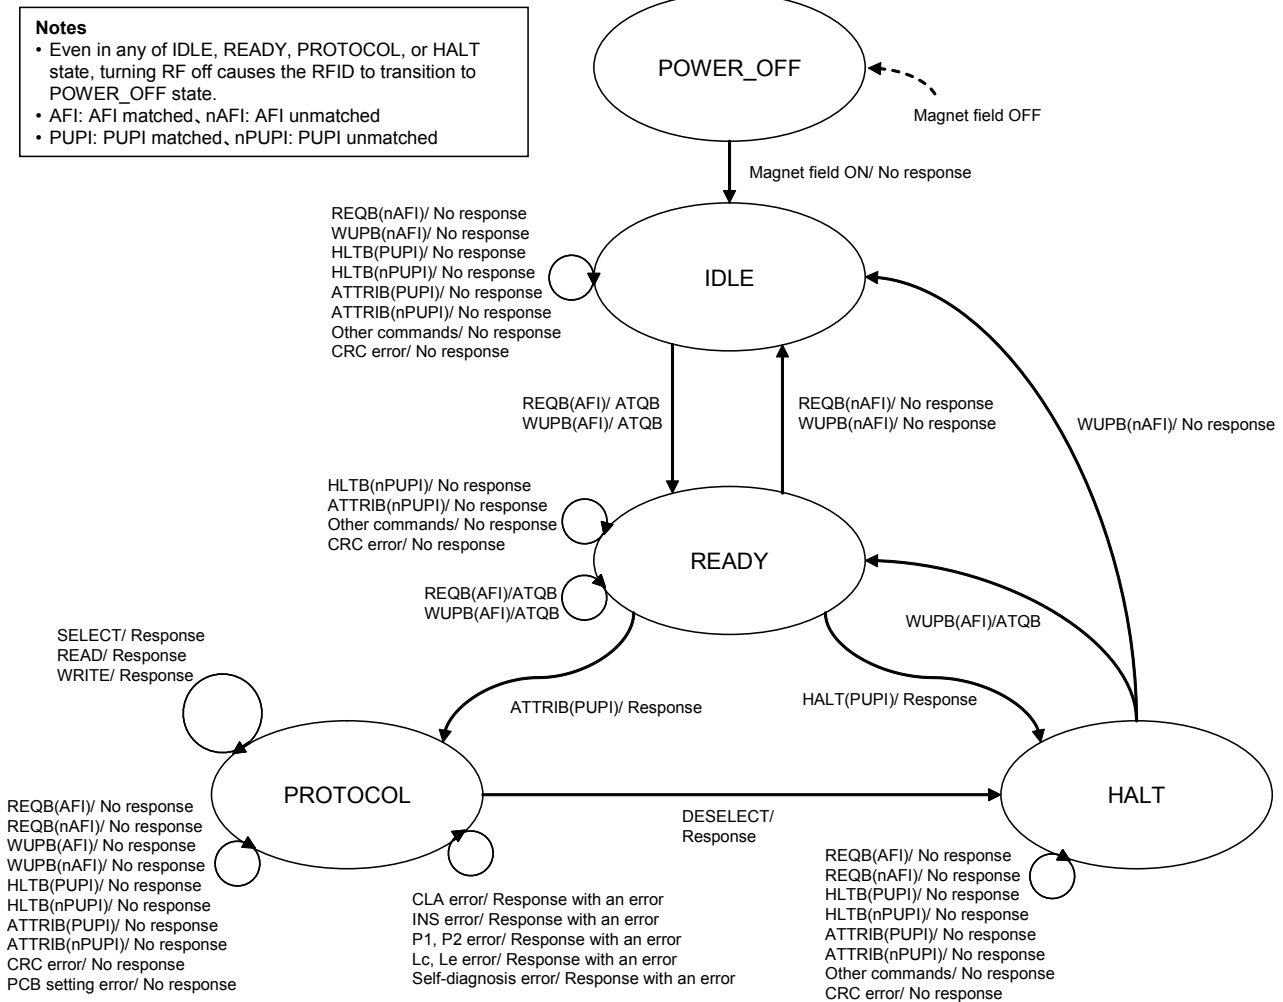 Notes
• Even in any of IDLE, READY, PROTOCOL, or HALT
state, turning RF off causes the RFID to transition to
POWER_OFF state.
• AFI: AFI matched、nAFI: AFI unmatched
• PUPI: PUPI matched、nPUPI: PUPI unmatched
POWER_OFF
Magnet field OFF
Magnet field ON/ No response
REQB(nAFI)/ No response
WUPB(nAFI)/ No response
HLTB(PUPI)/ No response
HLTB(nPUPI)/ No response
ATTRIB(PUPI)/ No response
ATTRIB(nPUPI)/ No response
Other commands/ No response
CRC error/ No response
IDLE
REQB(AFI)/ ATQB
WUPB(AFI)/ ATQB
REQB(nAFI)/ No response
WUPB(nAFI)/ No response
WUPB(nAFI)/ No response
HLTB(nPUPI)/ No response
ATTRIB(nPUPI)/ No response
Other commands/ No response
CRC error/ No response
READY
REQB(AFI)/ATQB
WUPB(AFI)/ATQB
WUPB(AFI)/ATQB
SELECT/ Response
READ/ Response
WRITE/ Response
ATTRIB(PUPI)/ Response
HALT(PUPI)/ Response
PROTOCOL
HALT
DESELECT/
Response
REQB(AFI)/ No response
REQB(nAFI)/ No response
WUPB(AFI)/ No response
WUPB(nAFI)/ No response
HLTB(PUPI)/ No response
HLTB(nPUPI)/ No response
ATTRIB(PUPI)/ No response
ATTRIB(nPUPI)/ No response
CRC error/ No response
PCB setting error/ No response
CLA error/ Response with an error
INS error/ Response with an error
P1, P2 error/ Response with an error
Lc, Le error/ Response with an error
Self-diagnosis error/ Response with an error
REQB(AFI)/ No response
REQB(nAFI)/ No response
HLTB(PUPI)/ No response
HLTB(nPUPI)/ No response
ATTRIB(PUPI)/ No response
ATTRIB(nPUPI)/ No response
Other commands/ No response
CRC error/ No response